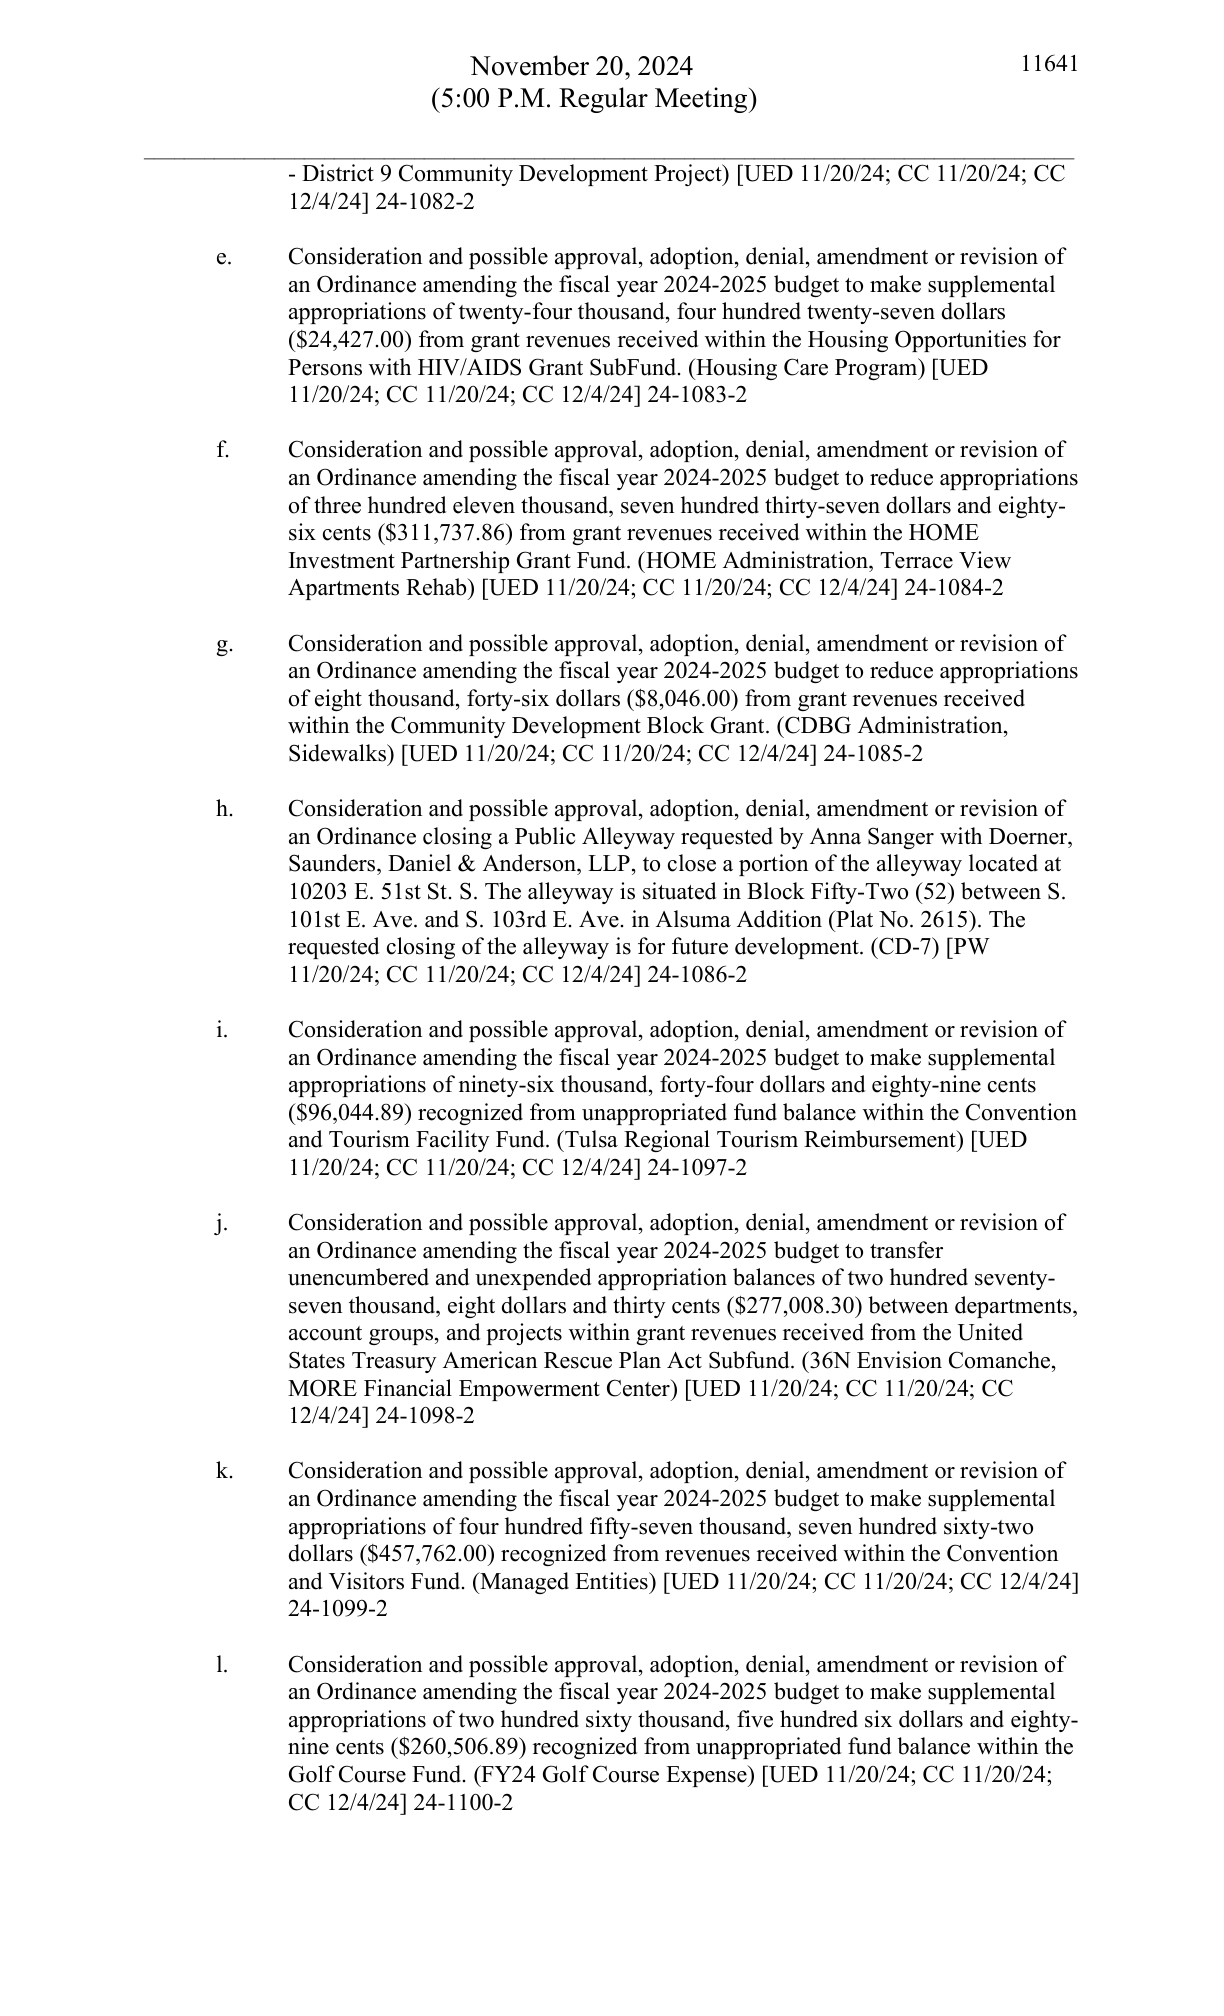 November 20, 2024
11641
(5:00 P.M. Regular Meeting)
- District 9 Community Development Project) [UED 11/20/24; CC 11/20/24; CC
12/4/24] 24-1082-2
e. Consideration and possible approval, adoption, denial, amendment or revision of
an Ordinance amending the fiscal year 2024-2025 budget to make supplemental
appropriations of twenty-four thousand, four hundred twenty-seven dollars
($24,427.00) from grant revenues received within the Housing Opportunities for
Persons with HIV/AIDS Grant SubFund. (Housing Care Program) [UED
11/20/24; CC 11/20/24; CC 12/4/24] 24-1083-2
f. Consideration and possible approval, adoption, denial, amendment or revision of
an Ordinance amending the fiscal year 2024-2025 budget to reduce appropriations
of three hundred eleven thousand, seven hundred thirty-seven dollars and eighty-
six cents ($311,737.86) from grant revenues received within the HOME
Investment Partnership Grant Fund. (HOME Administration, Terrace View
Apartments Rehab) [UED 11/20/24; CC 11/20/24; CC 12/4/24] 24-1084-2
g. Consideration and possible approval, adoption, denial, amendment or revision of
an Ordinance amending the fiscal year 2024-2025 budget to reduce appropriations
of eight thousand, forty-six dollars ($8,046.00) from grant revenues received
within the Community Development Block Grant. (CDBG Administration,
Sidewalks) [UED 11/20/24; CC 11/20/24; CC 12/4/24] 24-1085-2
h. Consideration and possible approval, adoption, denial, amendment or revision of
an Ordinance closing a Public Alleyway requested by Anna Sanger with Doerner,
Saunders, Daniel & Anderson, LLP, to close a portion of the alleyway located at
10203 E. 51st St. S. The alleyway is situated in Block Fifty-Two (52) between S.
101st E. Ave. and S. 103rd E. Ave. in Alsuma Addition (Plat No. 2615). The
requested closing of the alleyway is for future development. (CD-7) [PW
11/20/24; CC 11/20/24; CC 12/4/24] 24-1086-2
i. Consideration and possible approval, adoption, denial, amendment or revision of
an Ordinance amending the fiscal year 2024-2025 budget to make supplemental
appropriations of ninety-six thousand, forty-four dollars and eighty-nine cents
($96,044.89) recognized from unappropriated fund balance within the Convention
and Tourism Facility Fund. (Tulsa Regional Tourism Reimbursement) [UED
11/20/24; CC 11/20/24; CC 12/4/24] 24-1097-2
j. Consideration and possible approval, adoption, denial, amendment or revision of
an Ordinance amending the fiscal year 2024-2025 budget to transfer
unencumbered and unexpended appropriation balances of two hundred seventy-
seven thousand, eight dollars and thirty cents ($277,008.30) between departments,
account groups, and projects within grant revenues received from the United
States Treasury American Rescue Plan Act Subfund. (36N Envision Comanche,
MORE Financial Empowerment Center) [UED 11/20/24; CC 11/20/24; CC
12/4/24] 24-1098-2
k. Consideration and possible approval, adoption, denial, amendment or revision of
an Ordinance amending the fiscal year 2024-2025 budget to make supplemental
appropriations of four hundred fifty-seven thousand, seven hundred sixty-two
dollars ($457,762.00) recognized from revenues received within the Convention
and Visitors Fund. (Managed Entities) [UED 11/20/24; CC 11/20/24; CC 12/4/24]
24-1099-2
l. Consideration and possible approval, adoption, denial, amendment or revision of
an Ordinance amending the fiscal year 2024-2025 budget to make supplemental
appropriations of two hundred sixty thousand, five hundred six dollars and eighty-
nine cents ($260,506.89) recognized from unappropriated fund balance within the
Golf Course Fund. (FY24 Golf Course Expense) [UED 11/20/24; CC 11/20/24;
CC 12/4/24] 24-1100-2